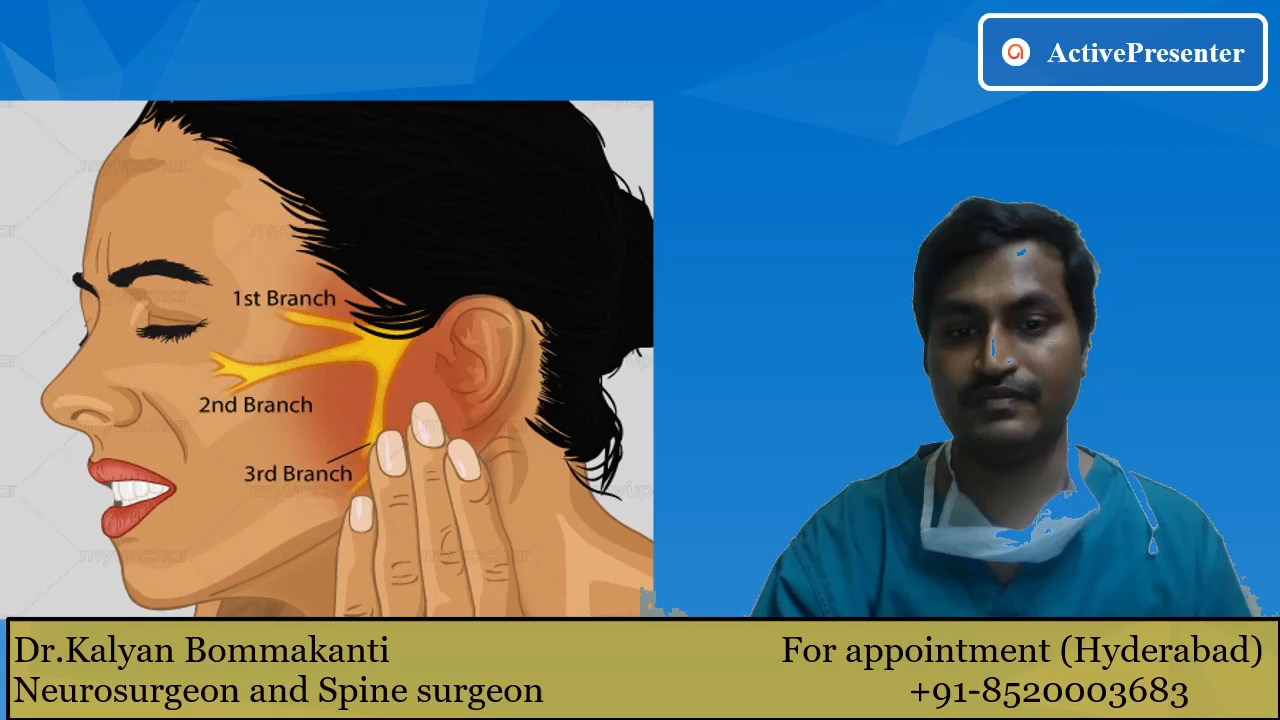 ActivePresenter
1st Branch
2nd Branch
3rd Branch
Dr.Kalyan Bommakanti
Neurosurgeon and Spine surgeon
For appointment (Hyderabad)
+91-8520003683